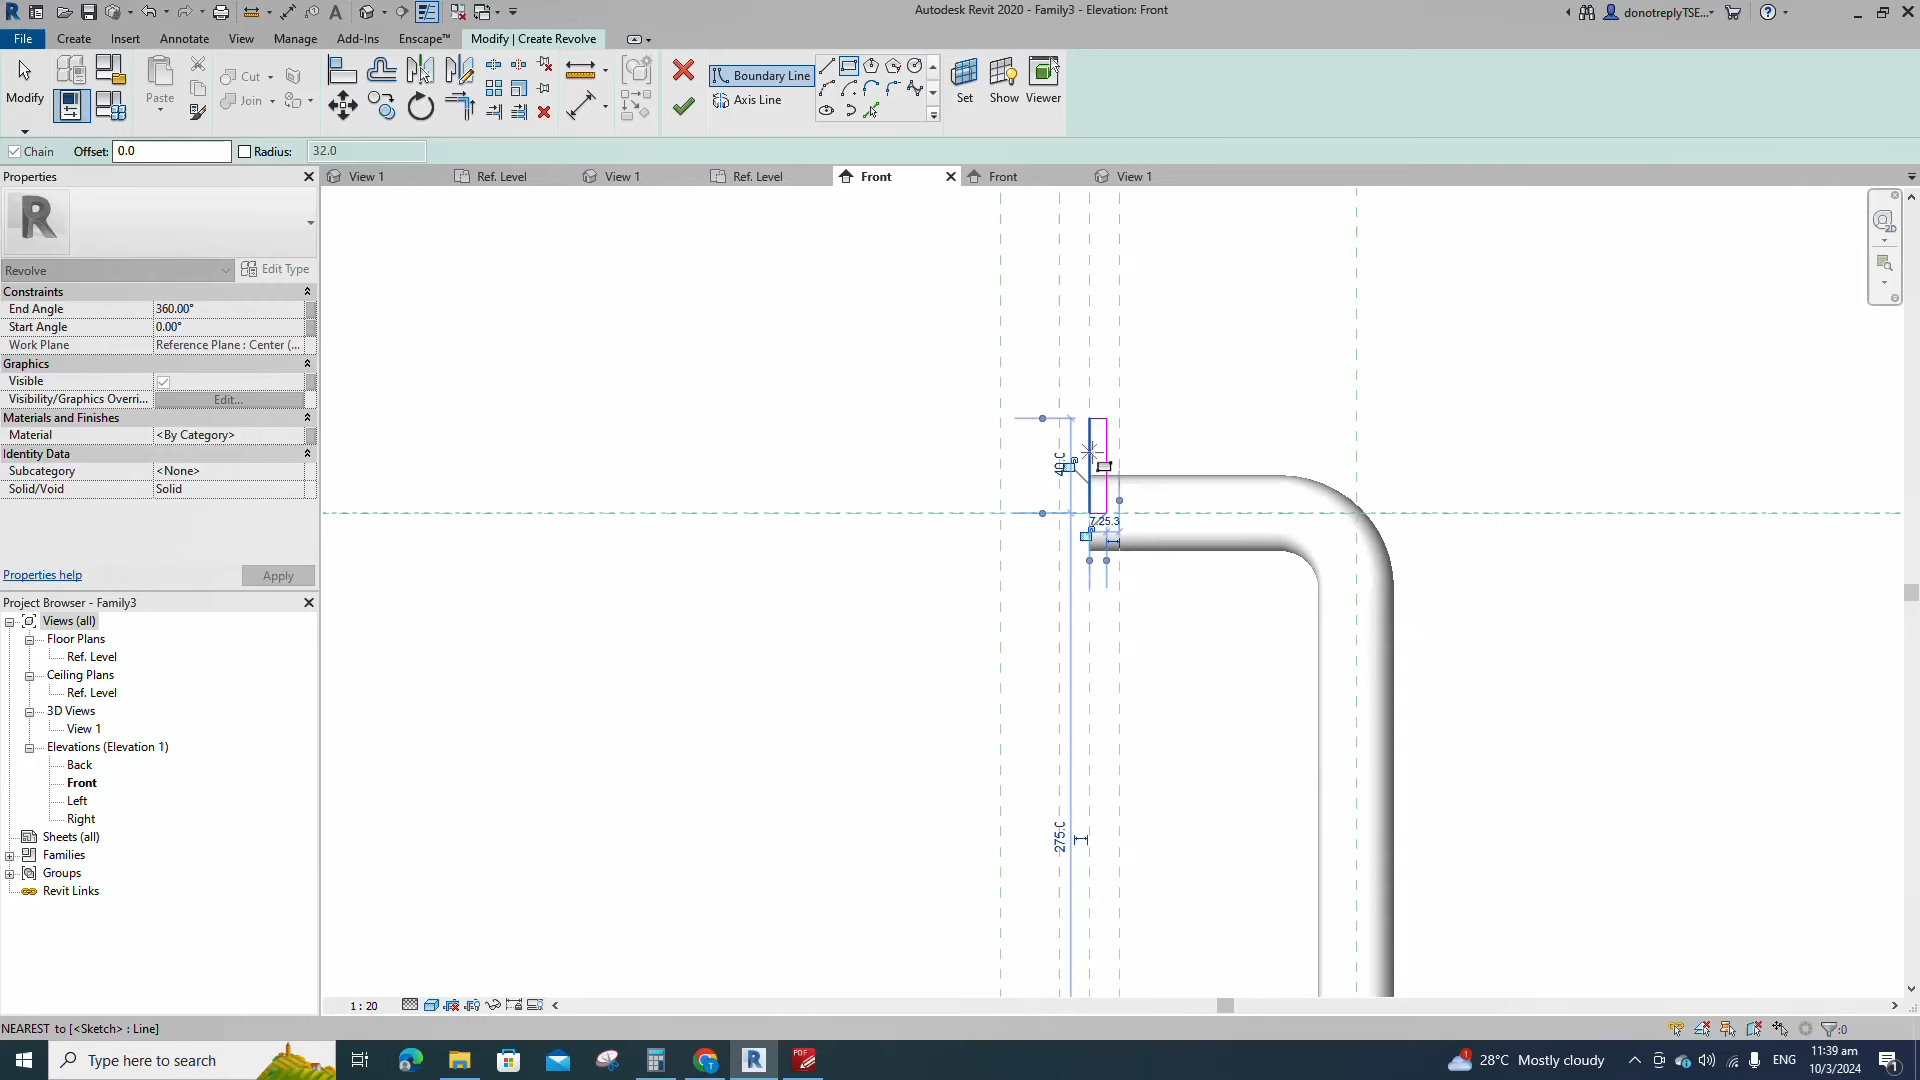 Autodesk Revit 2020 - Family3 - Elevation: Front
donotreplyTSE...
File Create Insert Annotate View Manage Add-Ins Enscape™ Modify | Create Revolve
Modify
Paste
Cut
Join
Boundary Line
Axis Line
Set Show Viewer
Chain Offset: 0.0 Radius: 32.0
Properties
View 1 Ref. Level View 1 Ref. Level Front Front View 1
R
Revolve Edit Type
Constraints
End Angle 360.00°
Start Angle 0.00°
Work Plane Reference Plane : Center (...
Graphics
Visible
Visibility/Graphics Overri... Edit...
Materials and Finishes
Material <By Category>
Identity Data
Subcategory <None>
Solid/Void Solid
Properties help Apply
Project Browser - Family3
Views (all)
Floor Plans
Ref. Level
Ceiling Plans
Ref. Level
3D Views
View 1
Elevations (Elevation 1)
Back
Front
Left
Right
Sheets (all)
Families
Groups
Revit Links
275.0
1 : 20
NEAREST to [<Sketch> : Line]
:0
Type here to search
28°C Mostly cloudy
ENG
11:39 am
10/3/2024